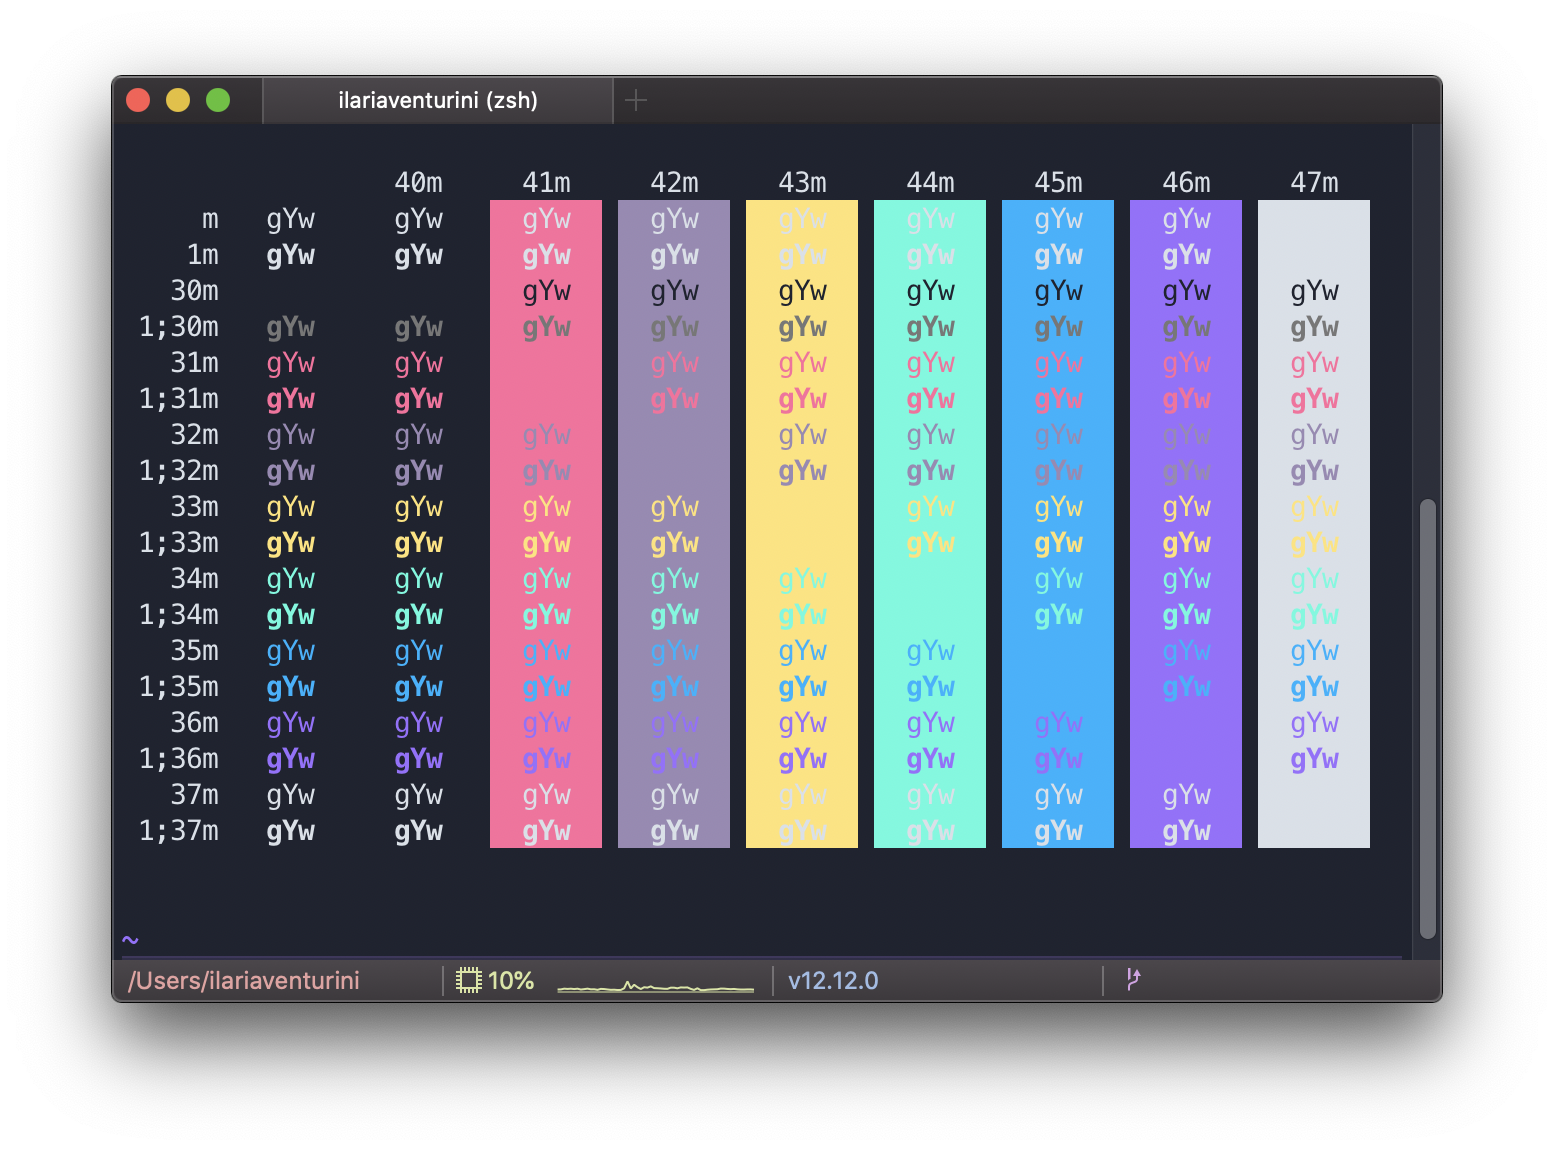 ilariaventurini (zsh)
40m 41m 42m 43m 44m 45m 46m 47m
m gYw gYw gYw gYw gYw gYw gYw gYw
1m gYw gYw gYw gYw gYw gYw gYw gYw
30m gYw gYw gYw gYw gYw gYw gYw
1;30m gYw gYw gYw gYw gYw gYw gYw gYw gYw
31m gYw gYw gYw gYw gYw gYw gYw gYw
1;31m gYw gYw gYw gYw gYw gYw gYw gYw
32m gYw gYw gYw gYw gYw gYw gYw gYw
1;32m gYw gYw gYw gYw gYw gYw gYw gYw
33m gYw gYw gYw gYw gYw gYw gYw gYw
1;33m gYw gYw gYw gYw gYw gYw gYw gYw
34m gYw gYw gYw gYw gYw gYw gYw gYw
1;34m gYw gYw gYw gYw gYw gYw gYw gYw
35m gYw gYw gYw gYw gYw gYw gYw gYw
1;35m gYw gYw gYw gYw gYw gYw gYw gYw
36m gYw gYw gYw gYw gYw gYw gYw gYw
1;36m gYw gYw gYw gYw gYw gYw gYw gYw
37m gYw gYw gYw gYw gYw gYw gYw gYw
1;37m gYw gYw gYw gYw gYw gYw gYw gYw
~
/Users/ilariaventurini 10% v12.12.0